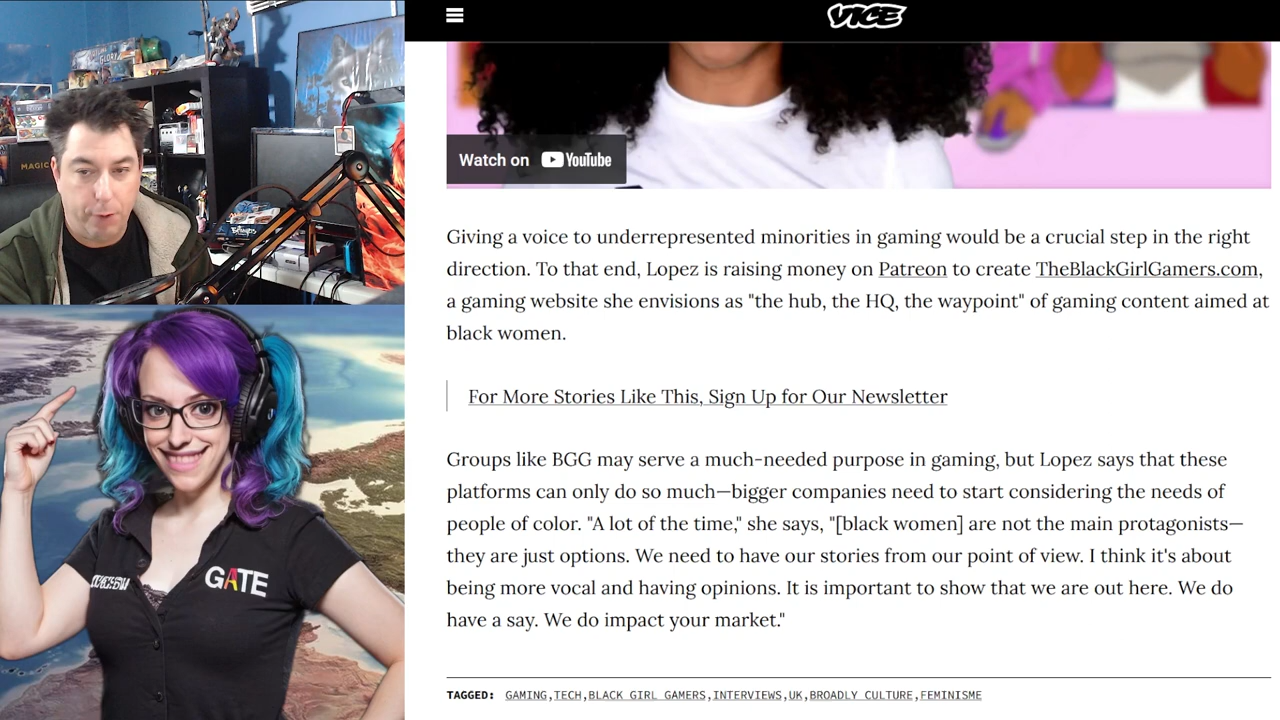 VICE
GLORY
MAGIC
Watch on YouTube
Giving a voice to underrepresented minorities in gaming would be a crucial step in the right
direction. To that end, Lopez is raising money on Patreon to create TheBlackGirlGamers.com,
a gaming website she envisions as "the hub, the HQ, the waypoint" of gaming content aimed at
black women.
For More Stories Like This, Sign Up for Our Newsletter
Groups like BGG may serve a much-needed purpose in gaming, but Lopez says that these
platforms can only do so much—bigger companies need to start considering the needs of
people of color. "A lot of the time," she says, "[black women] are not the main protagonists—
they are just options. We need to have our stories from our point of view. I think it's about
being more vocal and having opinions. It is important to show that we are out here. We do
have a say. We do impact your market."
GATE
TAGGED: GAMING,TECH,BLACK GIRL GAMERS,INTERVIEWS,UK,BROADLY CULTURE,FEMINISME